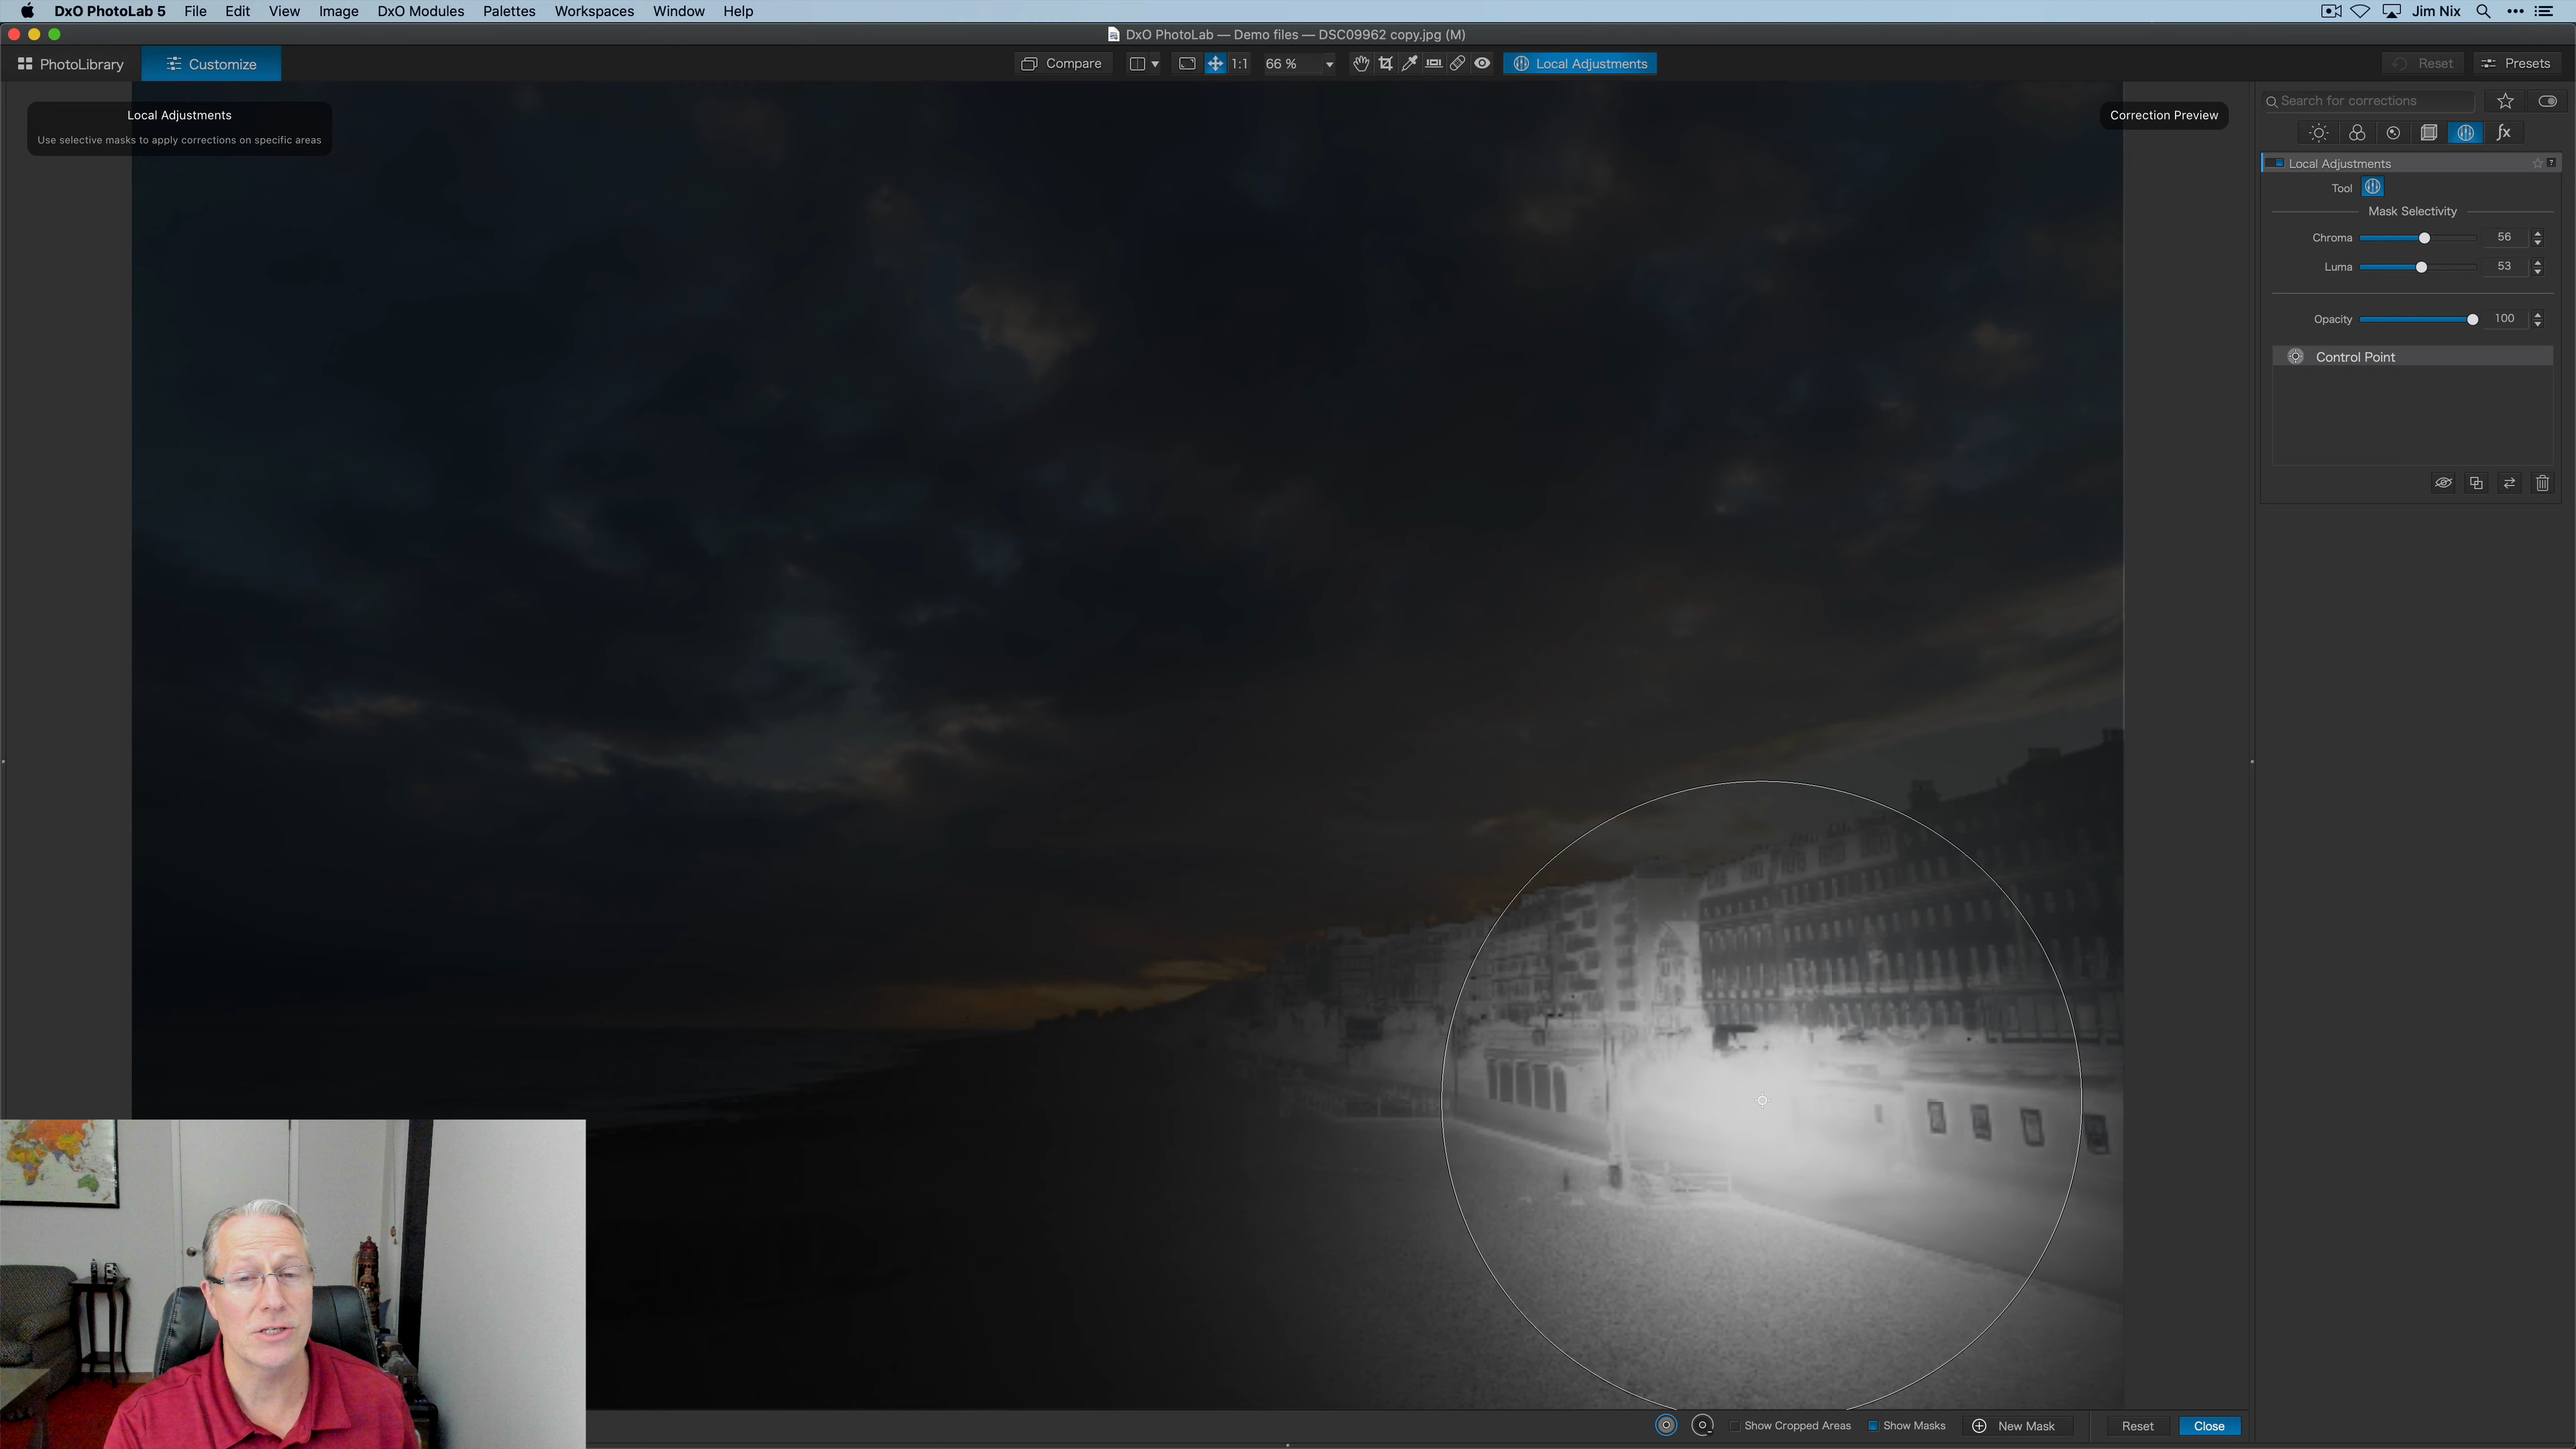 DxO PhotoLab 5 File Edit View Image DxO Modules Palettes Workspaces Window Help Jim Nix
DxO PhotoLab — Demo files — DSC09962 copy.jpg (M)
PhotoLibrary Customize Compare 1:1 66 % Local Adjustments Reset Presets
Local Adjustments
Use selective masks to apply corrections on specific areas
Correction Preview
Search for corrections
fx
Local Adjustments ?
Tool
Mask Selectivity
Chroma 56
Luma 53
Opacity 100
Control Point
Show Cropped Areas Show Masks New Mask Reset Close